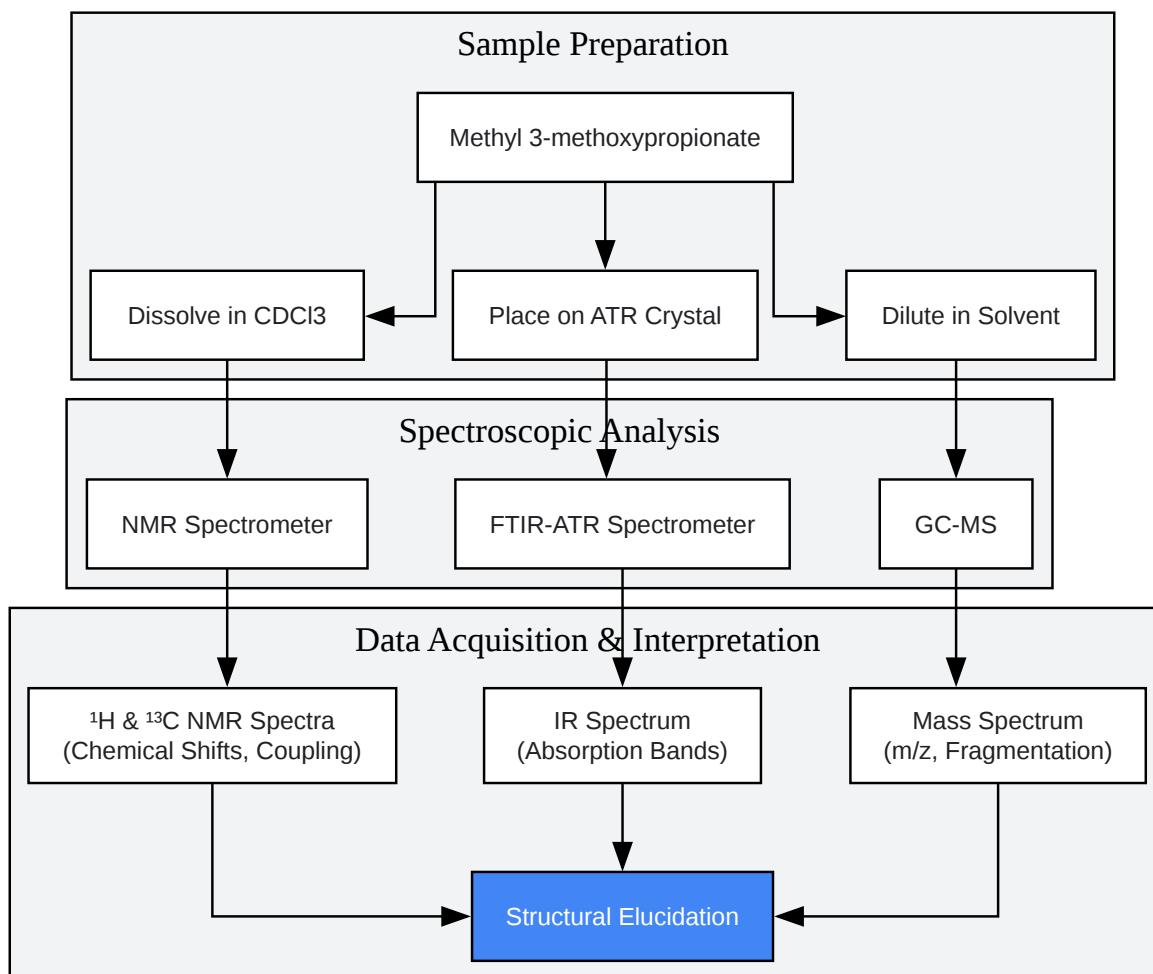 Sample Preparation
Methyl 3-methoxypropionate
Dissolve in CDCl3
Place on ATR Crystal
Dilute in Solvent
Spectroscopic Analysis
NMR Spectrometer
FTIR-ATR Spectrometer
GC-MS
Data Acquisition & Interpretation
¹H & ¹³C NMR Spectra
(Chemical Shifts, Coupling)
IR Spectrum
(Absorption Bands)
Mass Spectrum
(m/z, Fragmentation)
Structural Elucidation